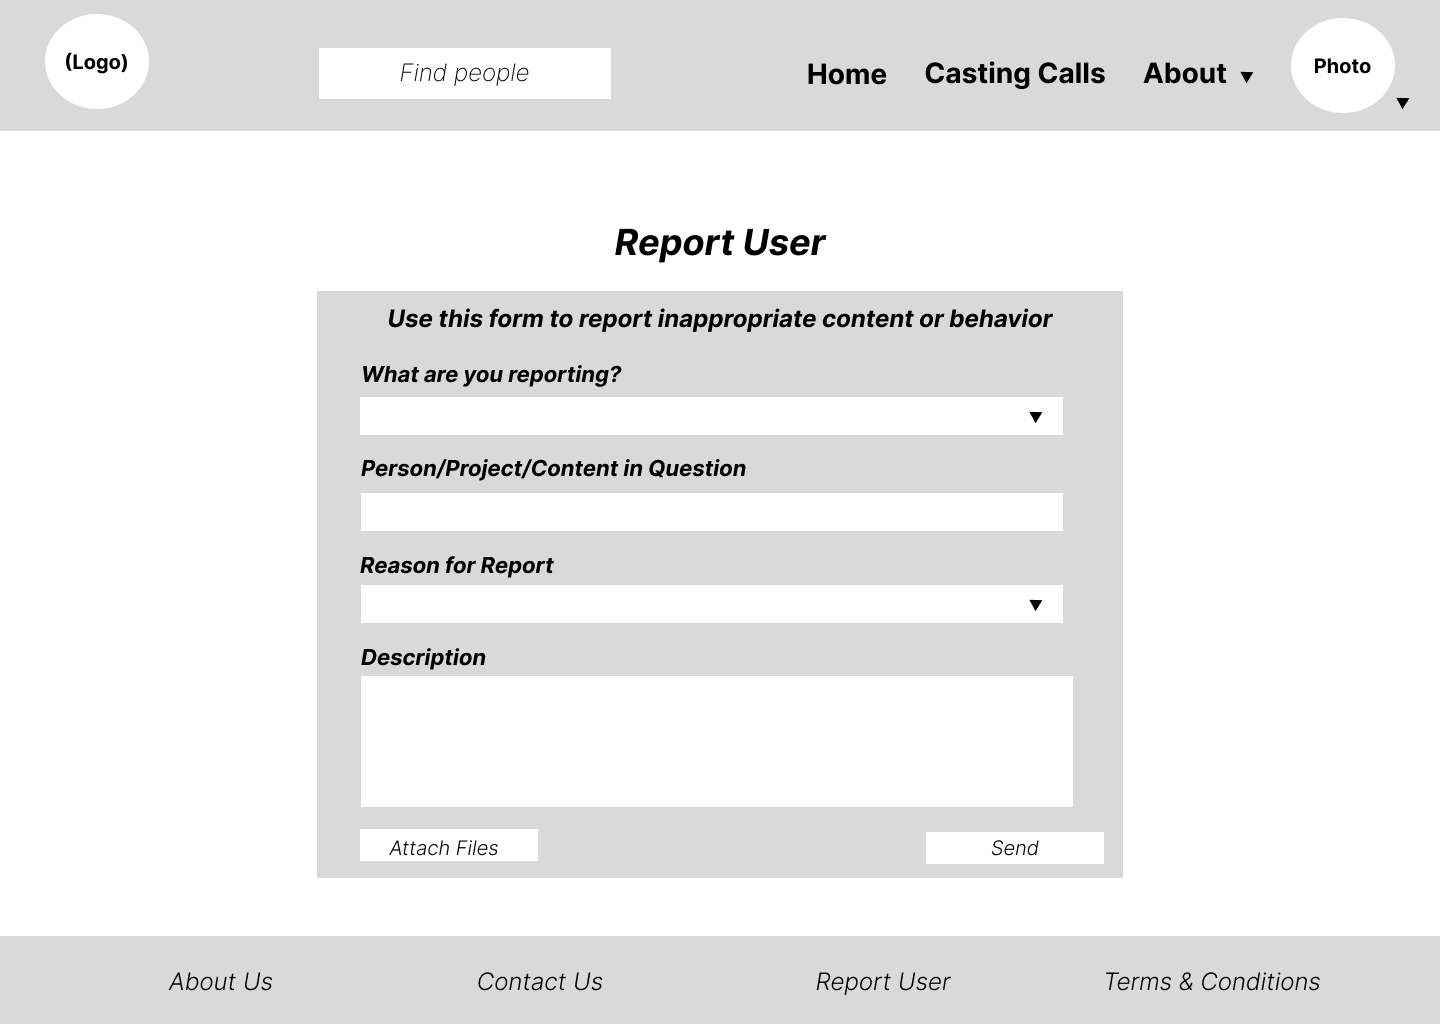 (Logo)
Find people
Home
Casting Calls
About ▼
Photo
▼
Report User
Use this form to report inappropriate content or behavior
What are you reporting?
▼
Person/Project/Content in Question
Reason for Report
▼
Description
Attach Files
Send
About Us
Contact Us
Report User
Terms & Conditions